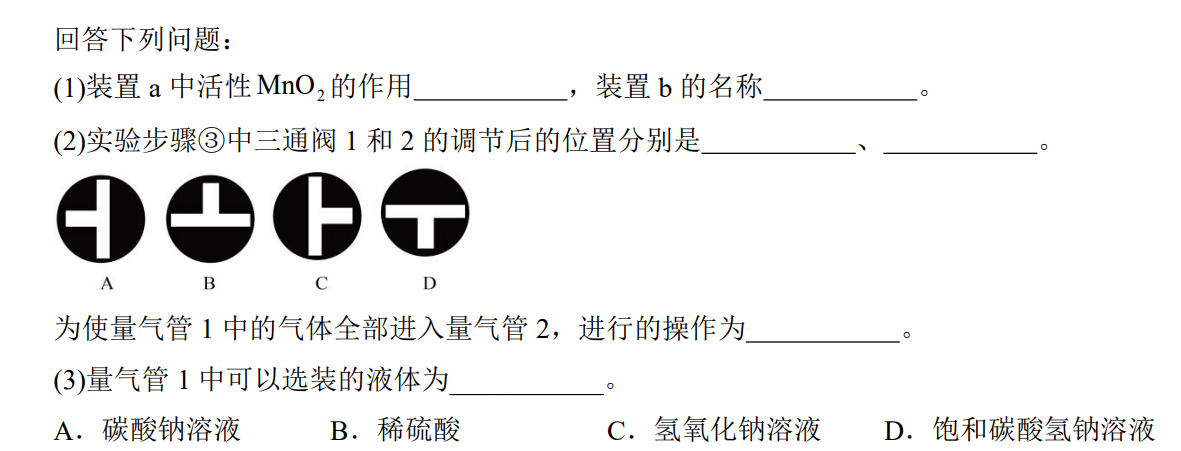 回答下列问题：
(1)装置 a 中活性 MnO₂ 的作用___________，装置 b 的名称___________。
(2)实验步骤③中三通阀 1 和 2 的调节后的位置分别是___________、___________。
A B C D
为使量气管 1 中的气体全部进入量气管 2，进行的操作为___________。
(3)量气管 1 中可以选装的液体为___________。
A．碳酸钠溶液 B．稀硫酸 C．氢氧化钠溶液 D．饱和碳酸氢钠溶液